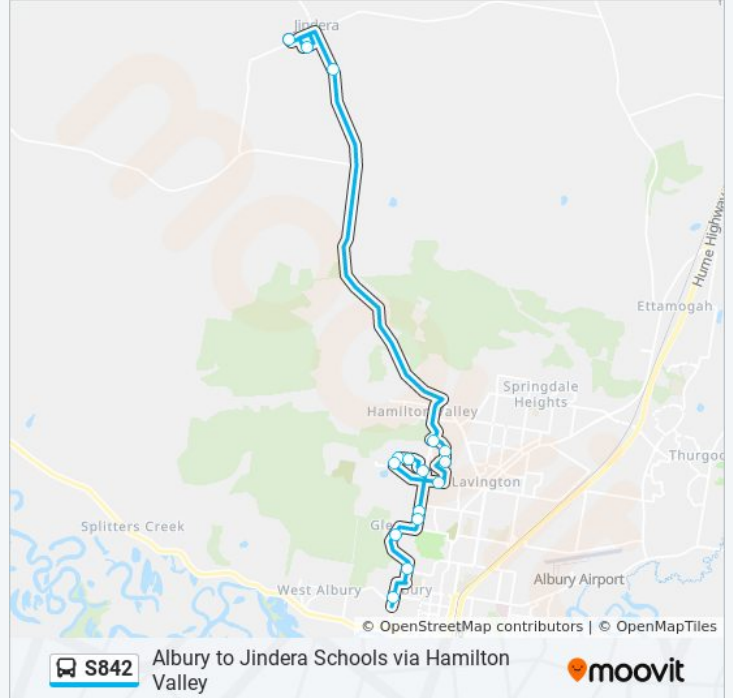 Jindera
Hume Highway
Ettamogah
Springdale
Heights
Hamilton Valley
Thurgoo
Lavington
Splitters Creek
Gle
West Albury
bury
Albury Airport
© OpenStreetMap contributors | © OpenMapTiles
S842
Albury to Jindera Schools via Hamilton
Valley
moovit